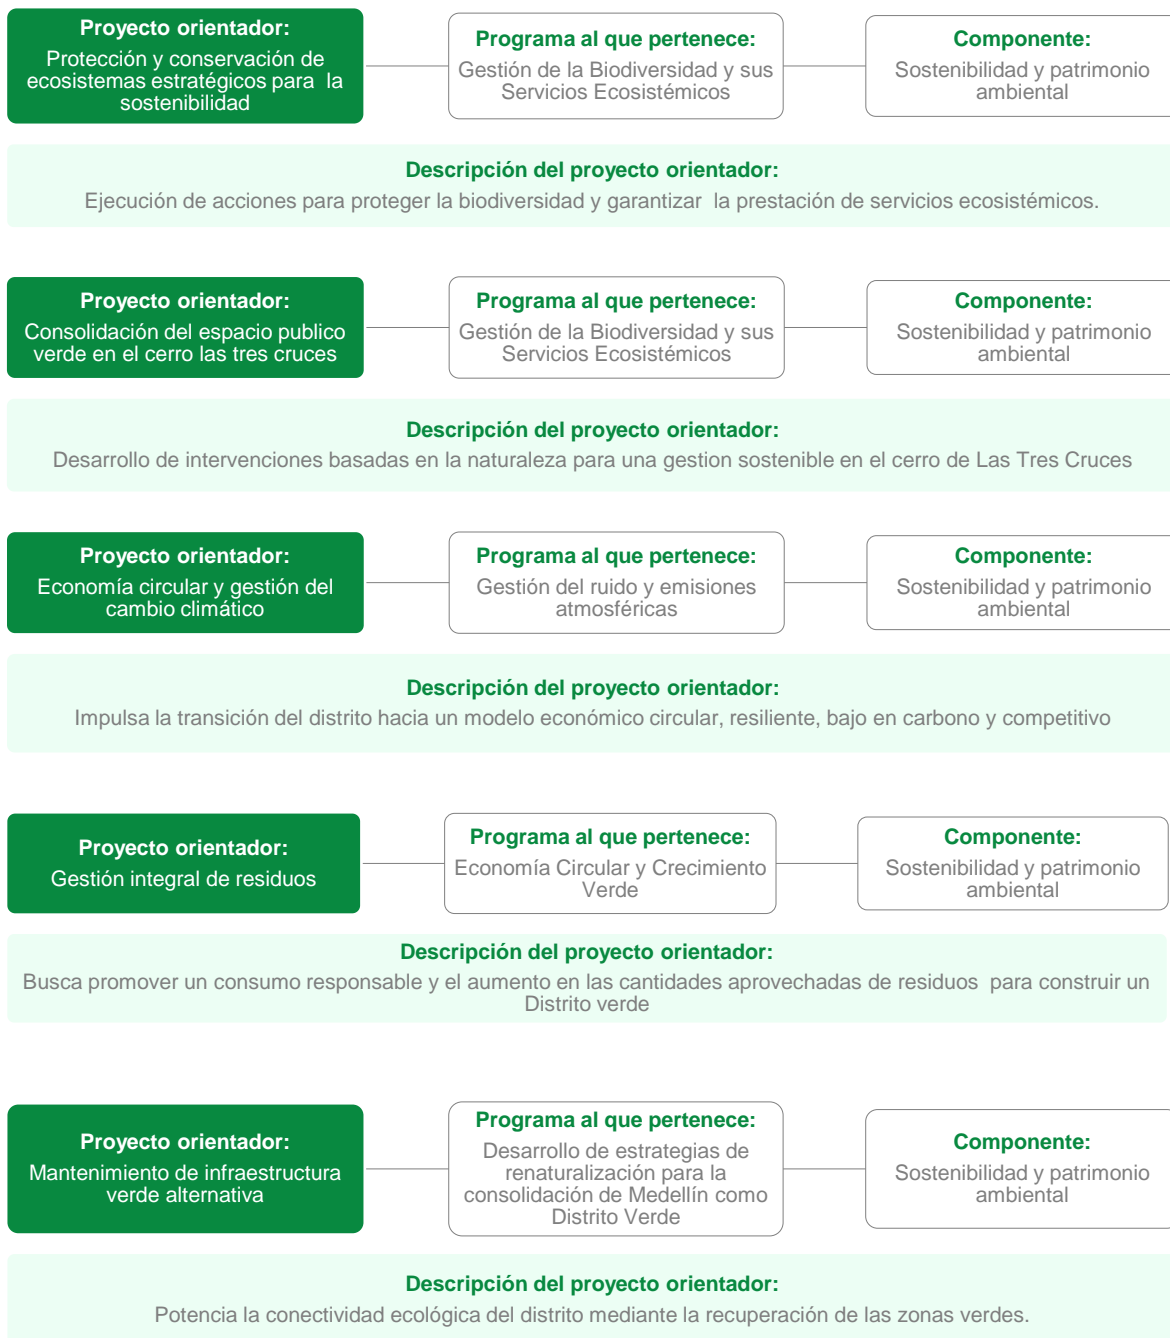 Proyecto orientador:
Protección y conservación de
ecosistemas estratégicos para la
sostenibilidad
Programa al que pertenece:
Gestión de la Biodiversidad y sus
Servicios Ecosistémicos
Componente:
Sostenibilidad y patrimonio
ambiental
Descripción del proyecto orientador:
Ejecución de acciones para proteger la biodiversidad y garantizar la prestación de servicios ecosistémicos.
Proyecto orientador:
Consolidación del espacio publico
verde en el cerro las tres cruces
Programa al que pertenece:
Gestión de la Biodiversidad y sus
Servicios Ecosistémicos
Componente:
Sostenibilidad y patrimonio
ambiental
Descripción del proyecto orientador:
Desarrollo de intervenciones basadas en la naturaleza para una gestion sostenible en el cerro de Las Tres Cruces
Proyecto orientador:
Economía circular y gestión del
cambio climático
Programa al que pertenece:
Gestión del ruido y emisiones
atmosféricas
Componente:
Sostenibilidad y patrimonio
ambiental
Descripción del proyecto orientador:
Impulsa la transición del distrito hacia un modelo económico circular, resiliente, bajo en carbono y competitivo
Proyecto orientador:
Gestión integral de residuos
Programa al que pertenece:
Economía Circular y Crecimiento
Verde
Componente:
Sostenibilidad y patrimonio
ambiental
Descripción del proyecto orientador:
Busca promover un consumo responsable y el aumento en las cantidades aprovechadas de residuos para construir un
Distrito verde
Proyecto orientador:
Mantenimiento de infraestructura
verde alternativa
Programa al que pertenece:
Desarrollo de estrategias de
renaturalización para la
consolidación de Medellín como
Distrito Verde
Componente:
Sostenibilidad y patrimonio
ambiental
Descripción del proyecto orientador:
Potencia la conectividad ecológica del distrito mediante la recuperación de las zonas verdes.